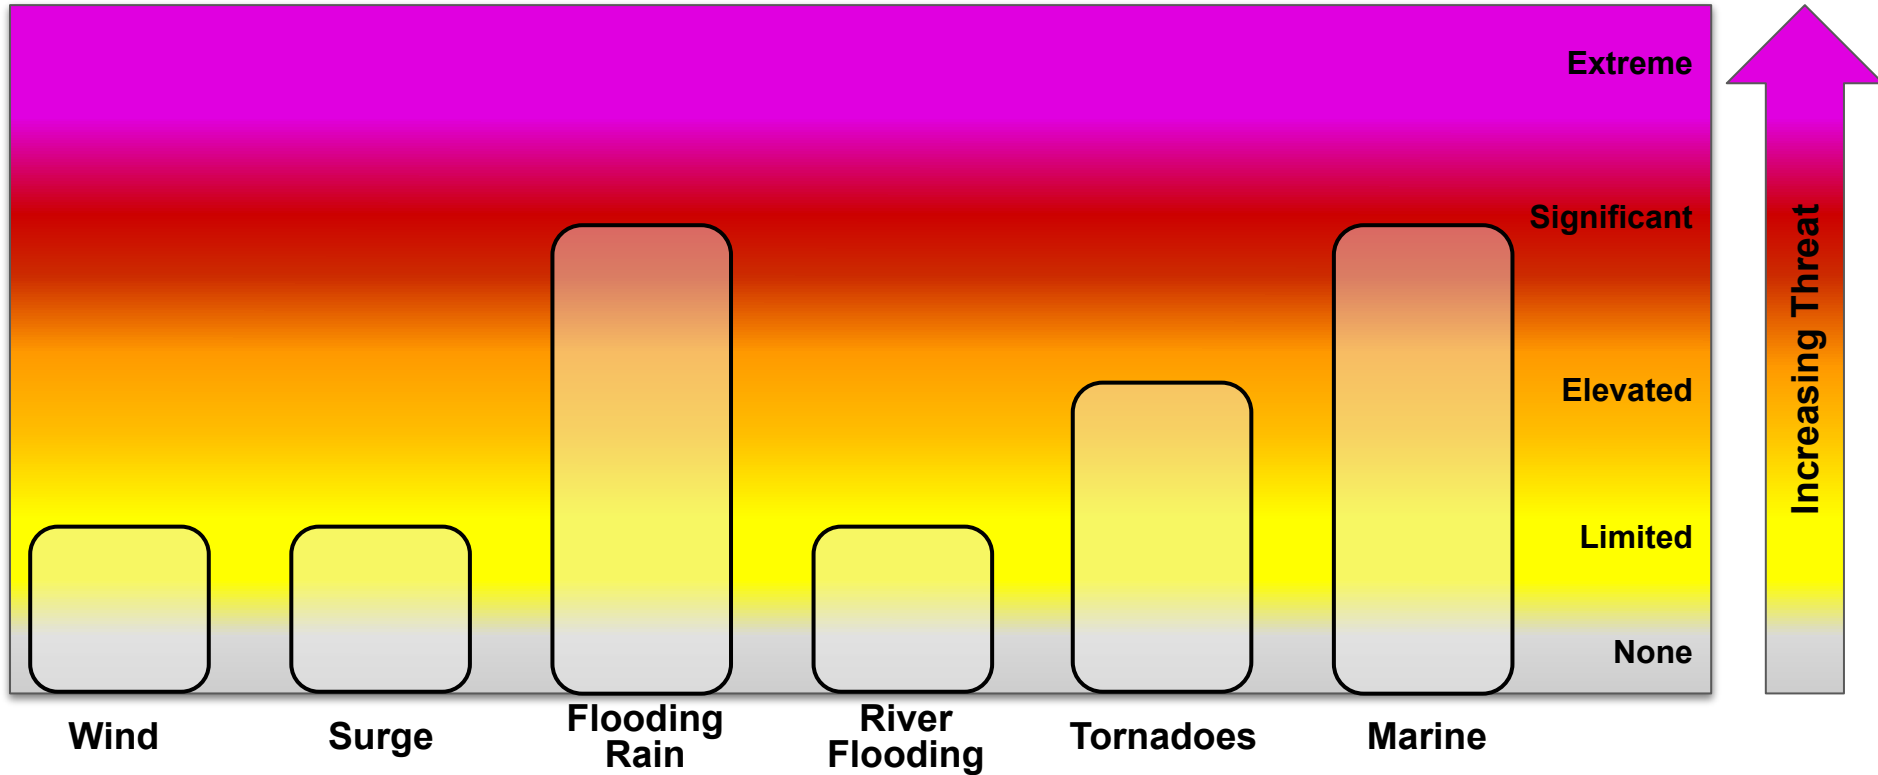 Extreme
Significant
Elevated
Limited
None
Increasing Threat
Wind
Surge
Flooding
Rain
River
Flooding
Tornadoes
Marine